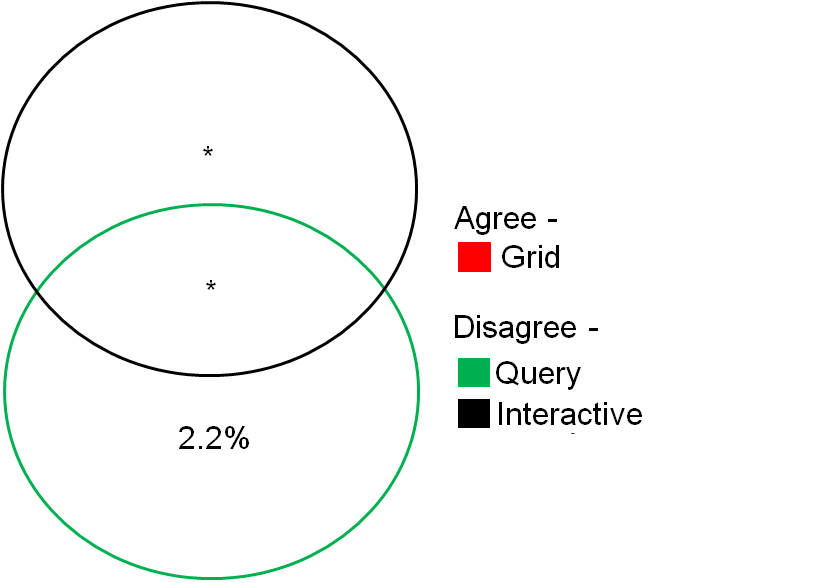 *
*
2.2%
Agree -
Grid
Disagree -
Query
Interactive